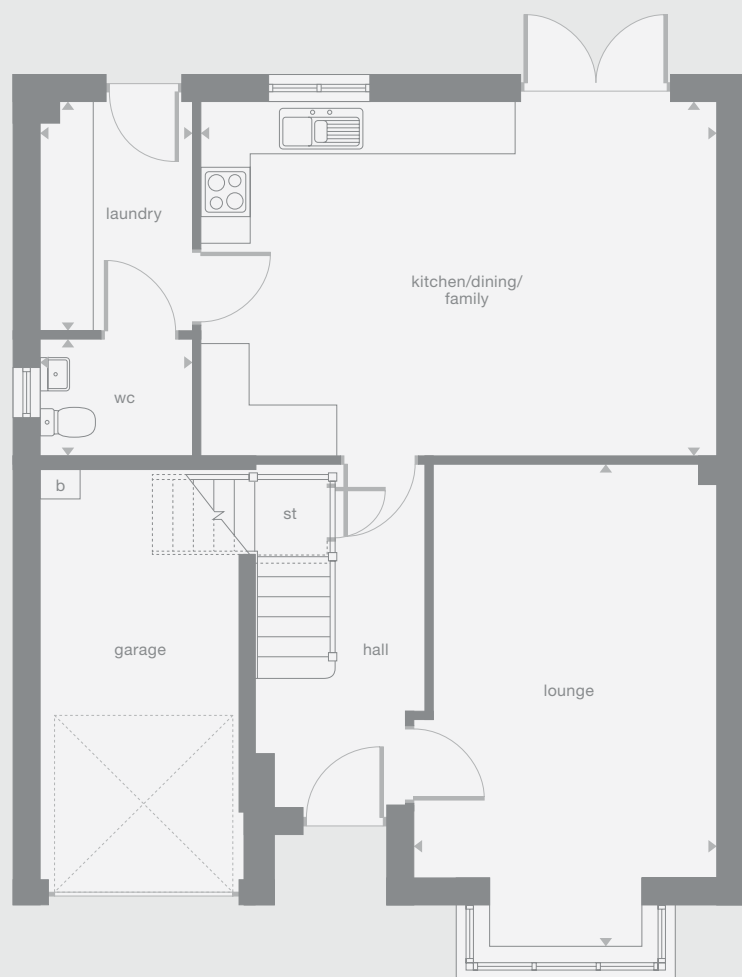 laundry
kitchen/dining/
family
wc
b
st
garage
hall
lounge